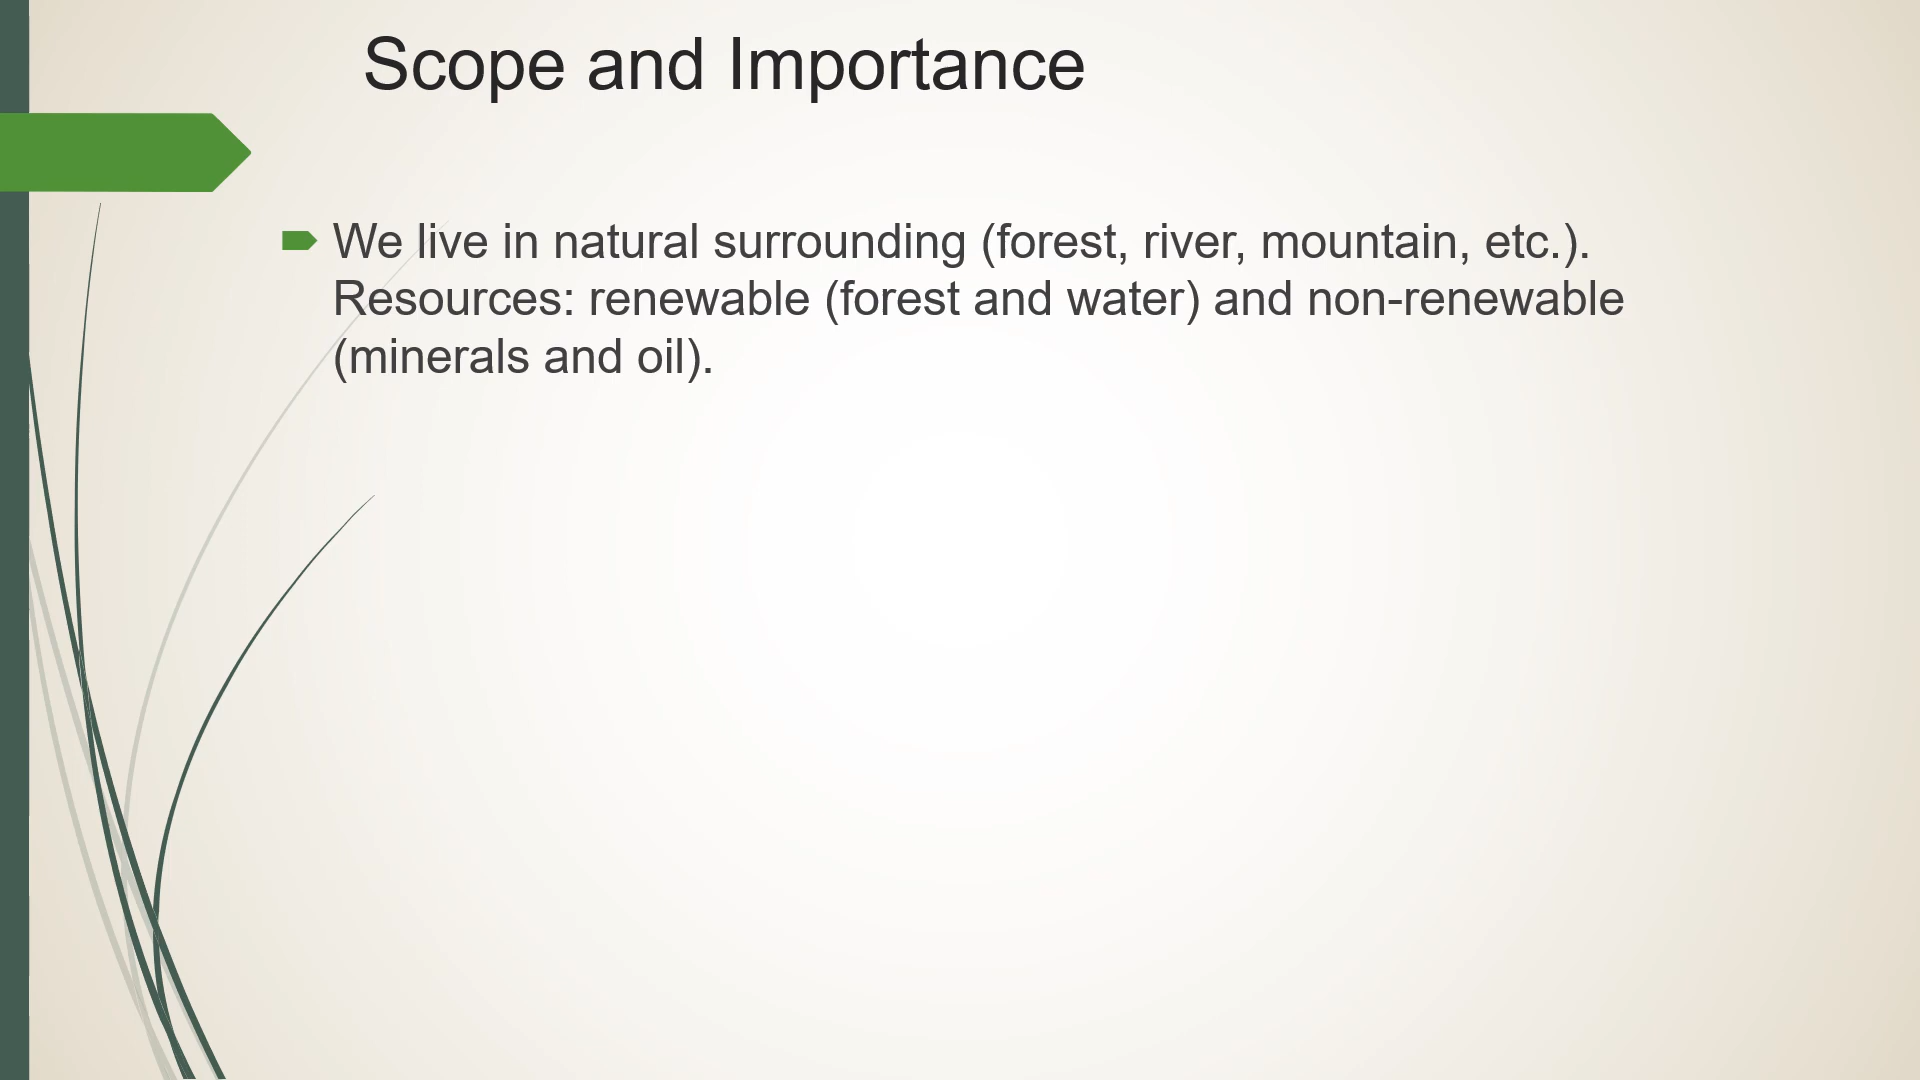 Scope and Importance
We live in natural surrounding (forest, river, mountain, etc.).
Resources: renewable (forest and water) and non-renewable
(minerals and oil).